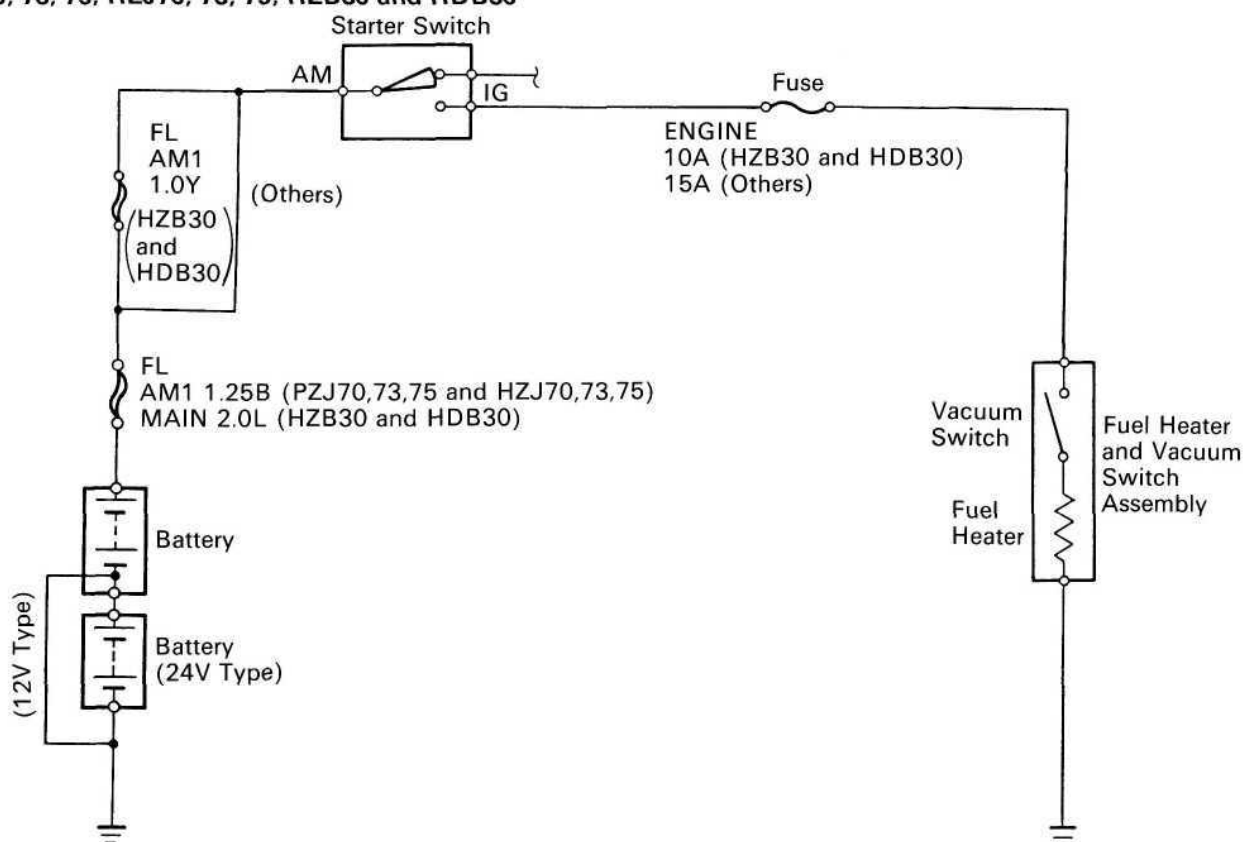 and HDB30
Starter Switch
AM
IG
Fuse
ENGINE
10A (HZB30 and HDB30)
15A (Others)
FL
AM1
1.0Y
(HZB30
and
HDB30)
(Others)
FL
AM1 1.25B (PZJ70,73,75 and HZJ70,73,75)
MAIN 2.0L (HZB30 and HDB30)
Battery
Battery
(24V Type)
(12V Type)
Vacuum
Switch
Fuel
Heater
Fuel Heater
and Vacuum
Switch
Assembly